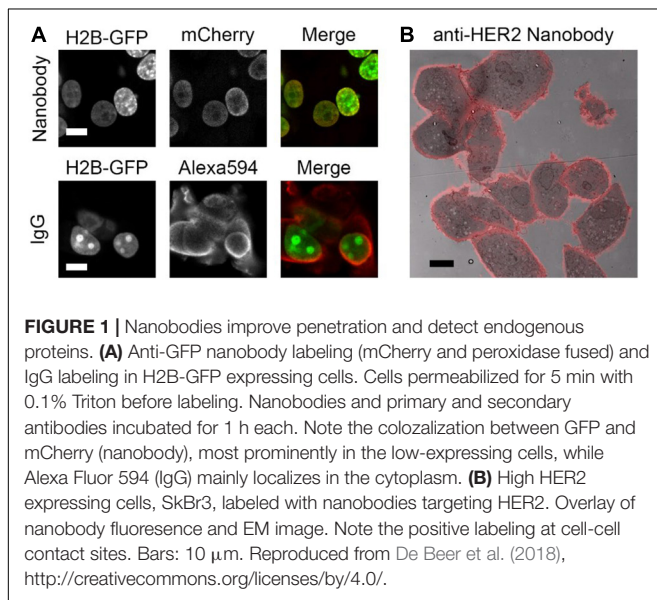 A H2B-GFP mCherry Merge B anti-HER2 Nanobody
Nanobody
H2B-GFP Alexa594 Merge
IgG
FIGURE 1 | Nanobodies improve penetration and detect endogenous
proteins. (A) Anti-GFP nanobody labeling (mCherry and peroxidase fused) and
IgG labeling in H2B-GFP expressing cells. Cells permeabilized for 5 min with
0.1% Triton before labeling. Nanobodies and primary and secondary
antibodies incubated for 1 h each. Note the colozalization between GFP and
mCherry (nanobody), most prominently in the low-expressing cells, while
Alexa Fluor 594 (IgG) mainly localizes in the cytoplasm. (B) High HER2
expressing cells, SkBr3, labeled with nanobodies targeting HER2. Overlay of
nanobody fluoresence and EM image. Note the positive labeling at cell-cell
contact sites. Bars: 10 μm. Reproduced from De Beer et al. (2018),
http://creativecommons.org/licenses/by/4.0/.